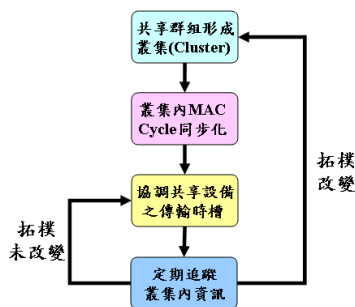 共享群組形成
叢集(Cluster)
叢集內MAC
Cycle同步化
協調共享設備
之傳輸時槽
定期追蹤
叢集內資訊
拓樸
未改變
拓樸
改變